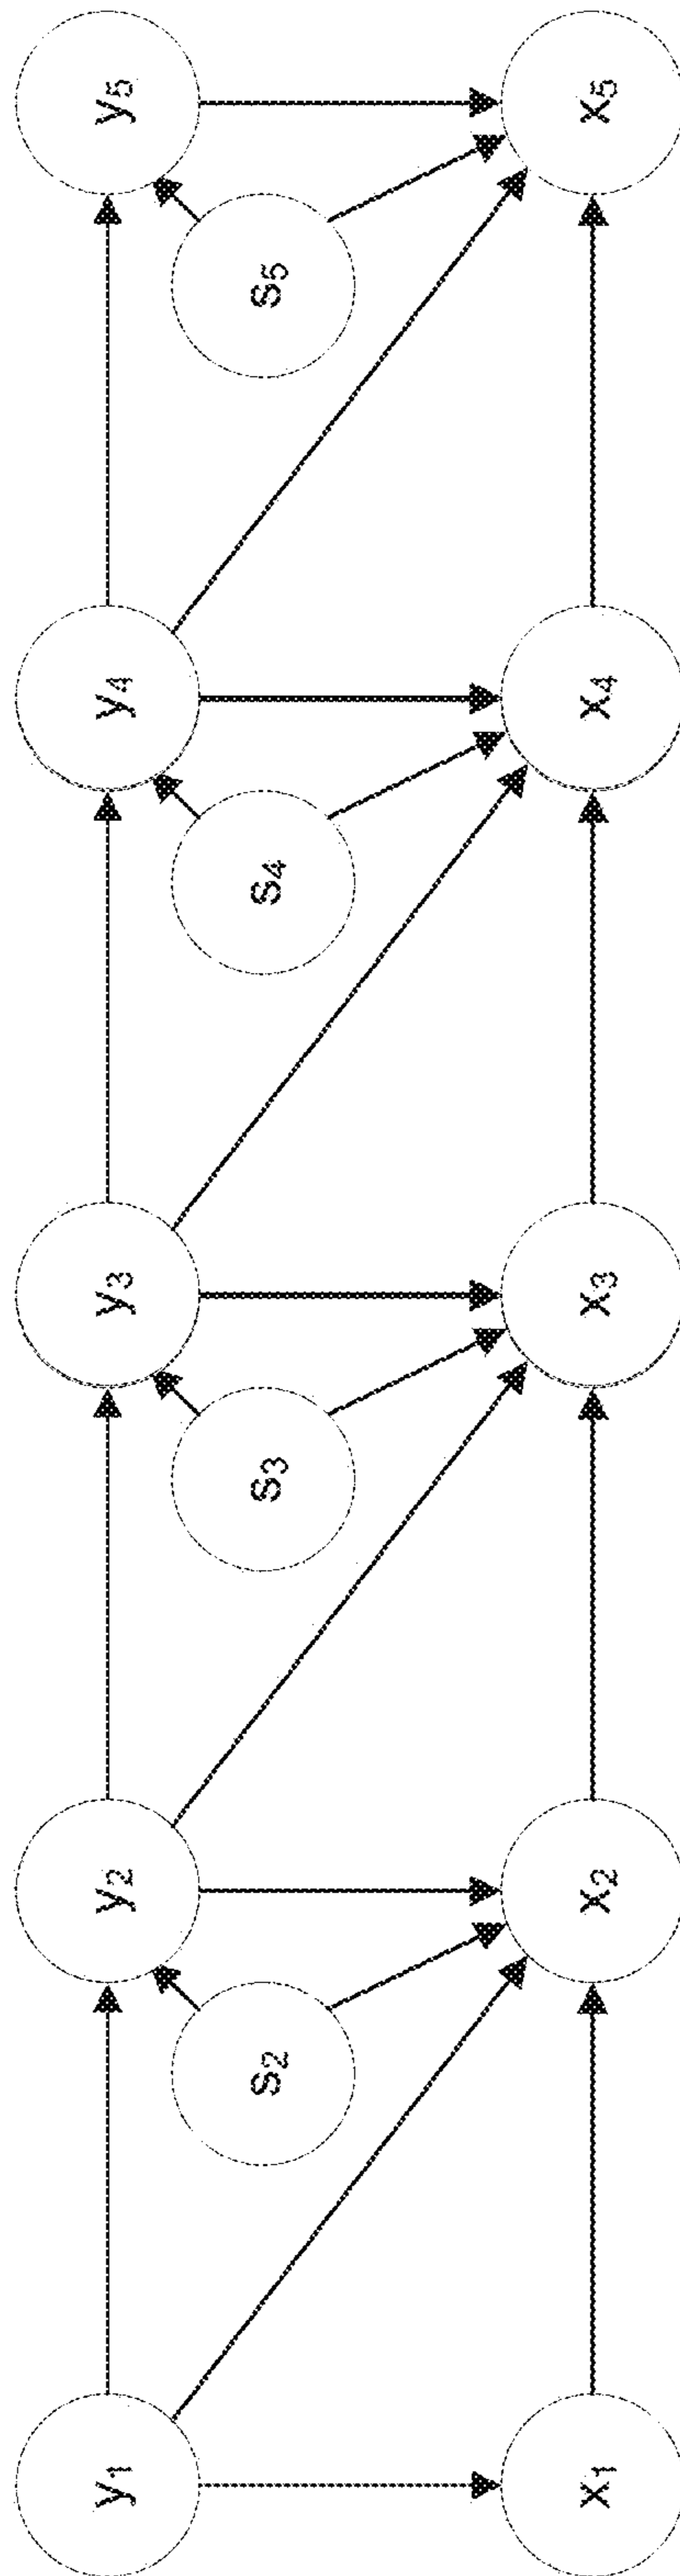 y₁
y₂
y₃
y₄
y₅
s₂
s₃
s₄
s₅
x₁
x₂
x₃
x₄
x₅